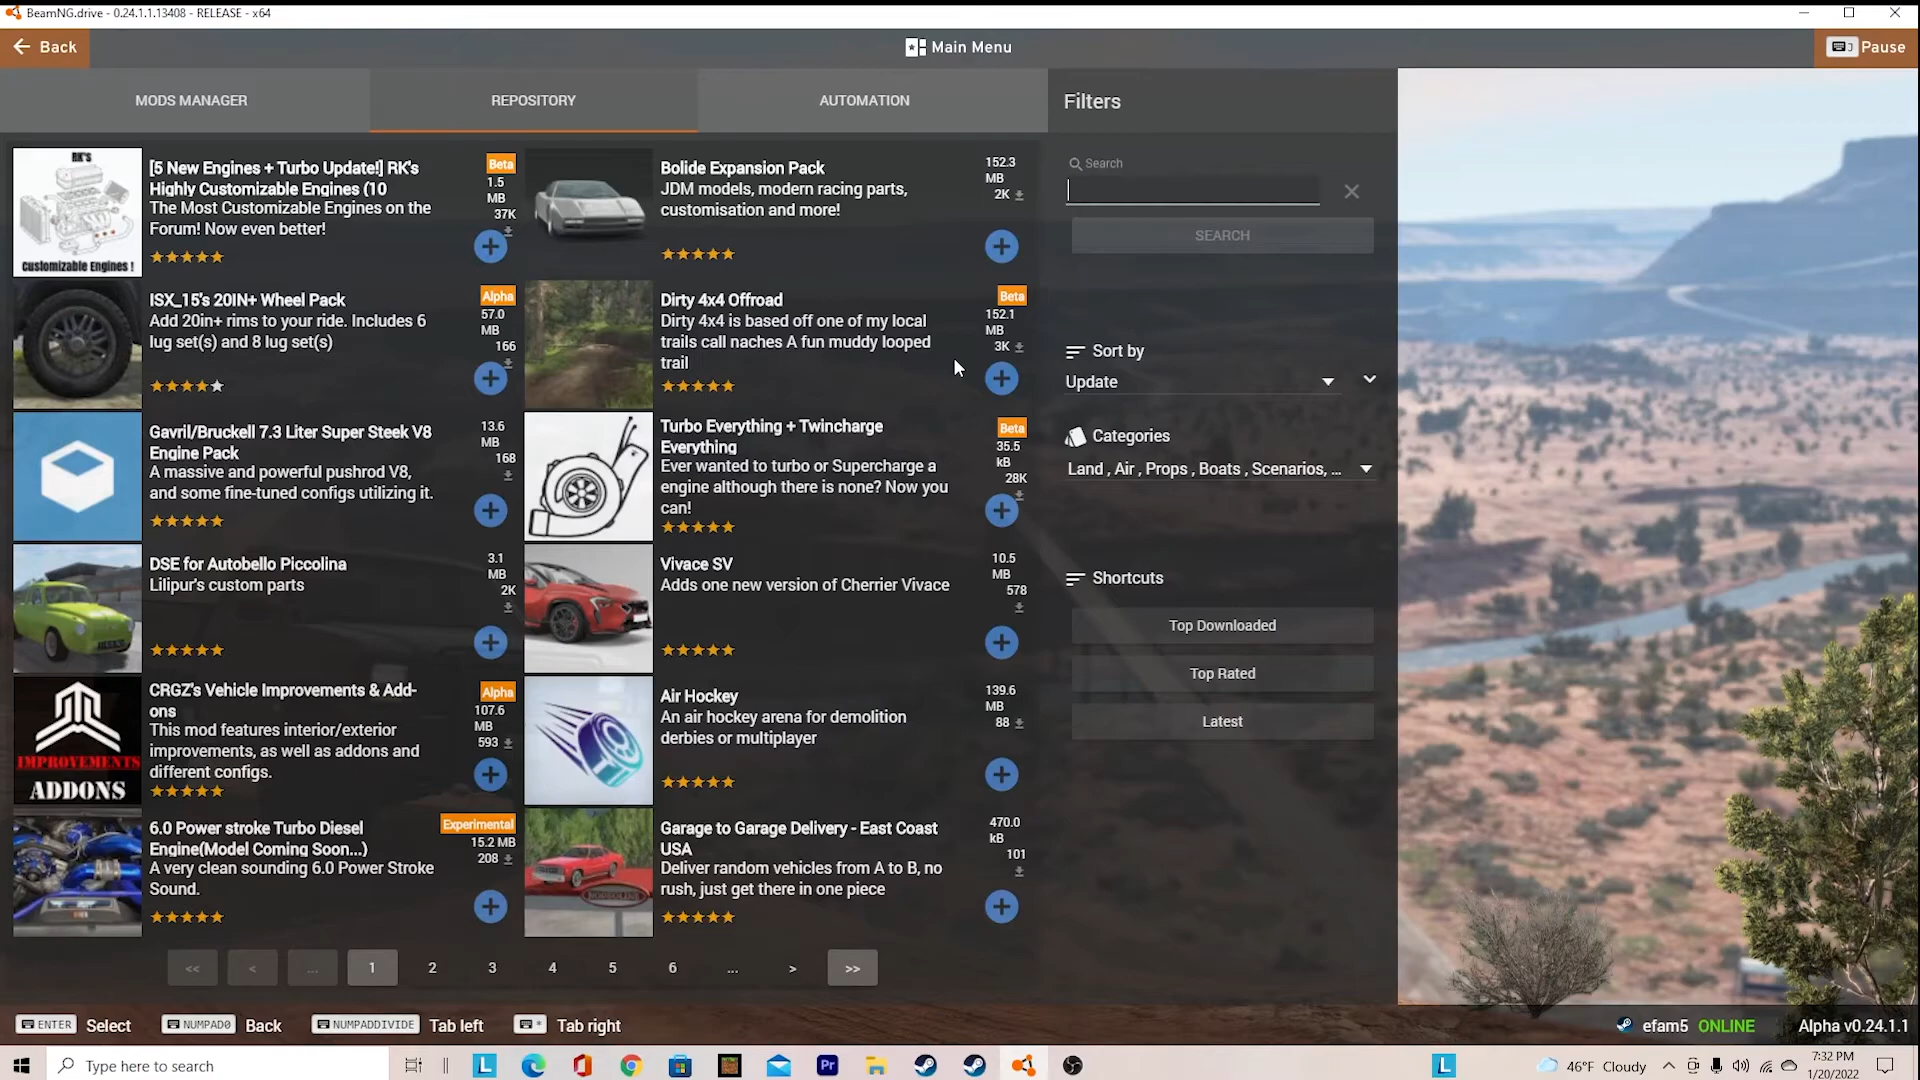 BeamNG.drive - 0.24.1.1.13408 - RELEASE - x64
Back
Main Menu
J Pause
MODS MANAGER
REPOSITORY
AUTOMATION
Filters
RK's
Customizable Engines !
[5 New Engines + Turbo Update!] RK's
Highly Customizable Engines (10
The Most Customizable Engines on the
Forum! Now even better!
Beta
1.5
MB
37K
Bolide Expansion Pack
JDM models, modern racing parts,
customisation and more!
152.3
MB
2K
ISX_15's 20IN+ Wheel Pack
Add 20in+ rims to your ride. Includes 6
lug set(s) and 8 lug set(s)
Alpha
57.0
MB
166
Dirty 4x4 Offroad
Dirty 4x4 is based off one of my local
trails call naches A fun muddy looped
trail
Beta
152.1
MB
3K
Gavril/Bruckell 7.3 Liter Super Steek V8
Engine Pack
A massive and powerful pushrod V8,
and some fine-tuned configs utilizing it.
13.6
MB
168
Turbo Everything + Twincharge
Everything
Ever wanted to turbo or Supercharge a
engine although there is none? Now you
can!
Beta
35.5
kB
28K
DSE for Autobello Piccolina
Lilipur's custom parts
3.1
MB
2K
Vivace SV
Adds one new version of Cherrier Vivace
10.5
MB
578
IMPROVEMENTS
ADDONS
CRGZ's Vehicle Improvements & Add-
ons
This mod features interior/exterior
improvements, as well as addons and
different configs.
Alpha
107.6
MB
593
Air Hockey
An air hockey arena for demolition
derbies or multiplayer
139.6
MB
88
6.0 Power stroke Turbo Diesel
Engine(Model Coming Soon...)
A very clean sounding 6.0 Power Stroke
Sound.
Experimental
15.2 MB
208
Garage to Garage Delivery - East Coast
USA
Deliver random vehicles from A to B, no
rush, just get there in one piece
470.0
kB
101
<< < ... 1 2 3 4 5 6 ... > >>
Search
SEARCH
Sort by
Update
Categories
Land , Air , Props , Boats , Scenarios, ...
Shortcuts
Top Downloaded
Top Rated
Latest
ENTER Select NUMPAD0 Back NUMPADDIVIDE Tab left * Tab right
efam5 ONLINE Alpha v0.24.1.1
Type here to search
L
Pr
L
46°F Cloudy
7:32 PM
1/20/2022